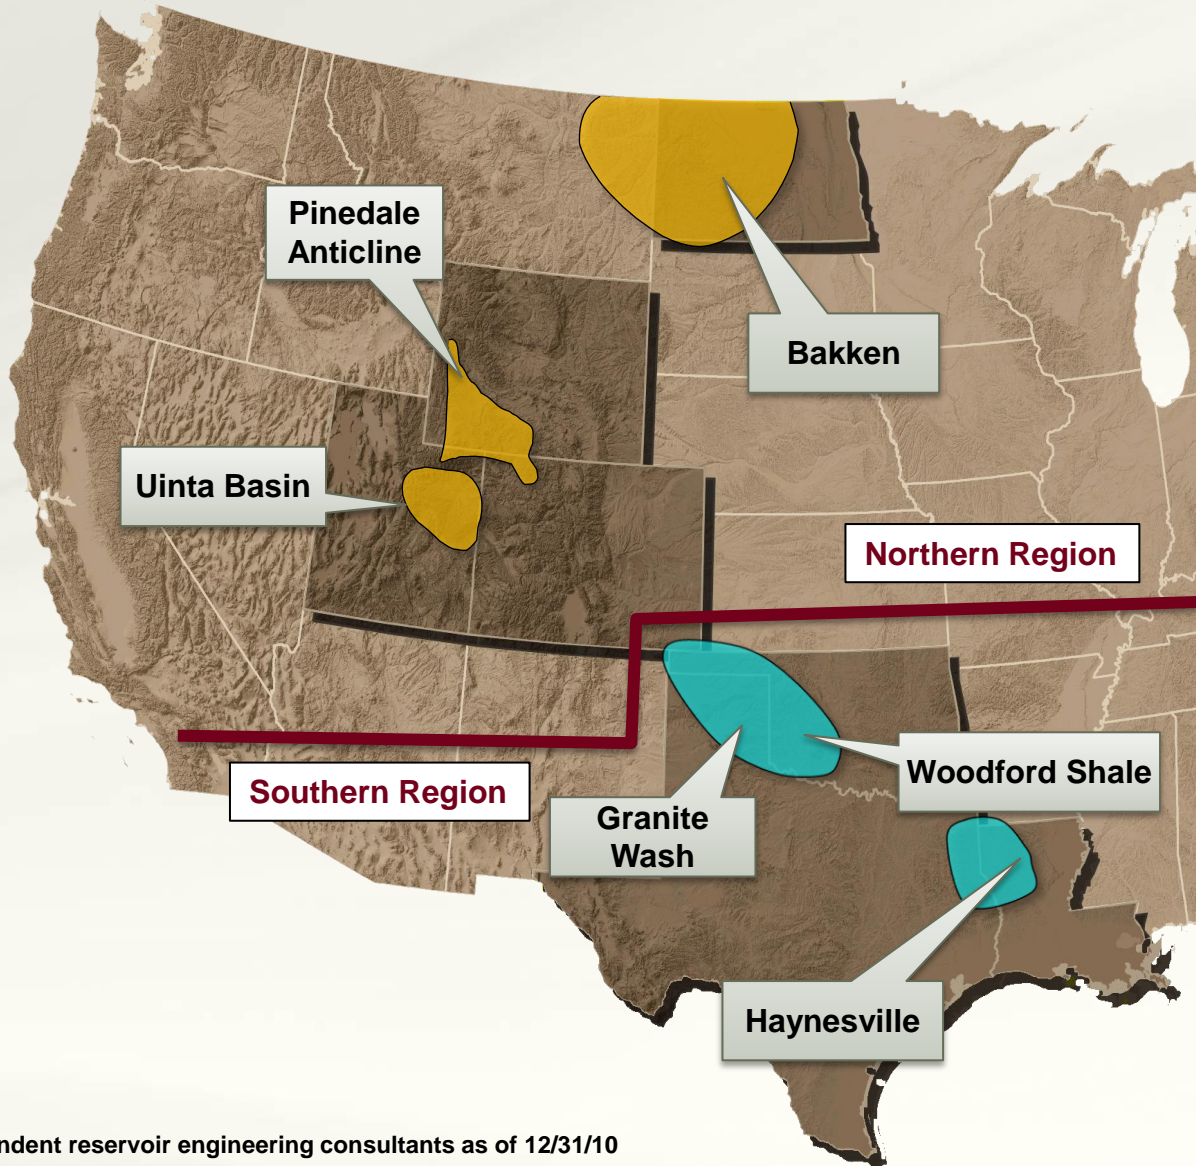 Pinedale
Anticline
Bakken
Uinta Basin
Northern Region
Southern Region
Woodford Shale
Granite
Wash
Haynesville
reservoir engineering consultants as of 12/31/10